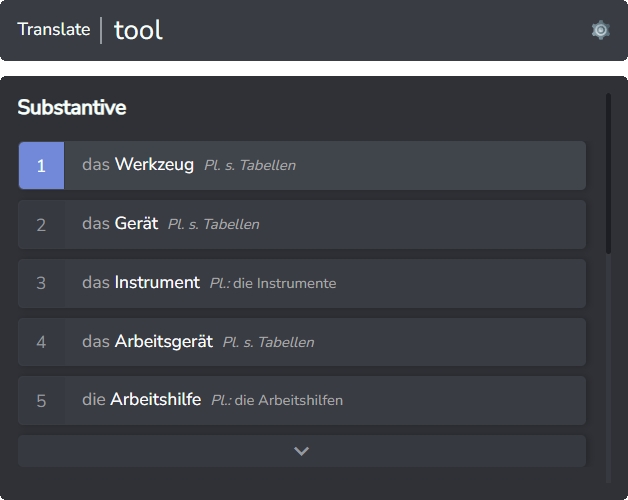 Translate tool
Substantive
1 das Werkzeug Pl. s. Tabellen
2 das Gerät Pl. s. Tabellen
3 das Instrument Pl.: die Instrumente
4 das Arbeitsgerät Pl. s. Tabellen
5 die Arbeitshilfe Pl.: die Arbeitshilfen